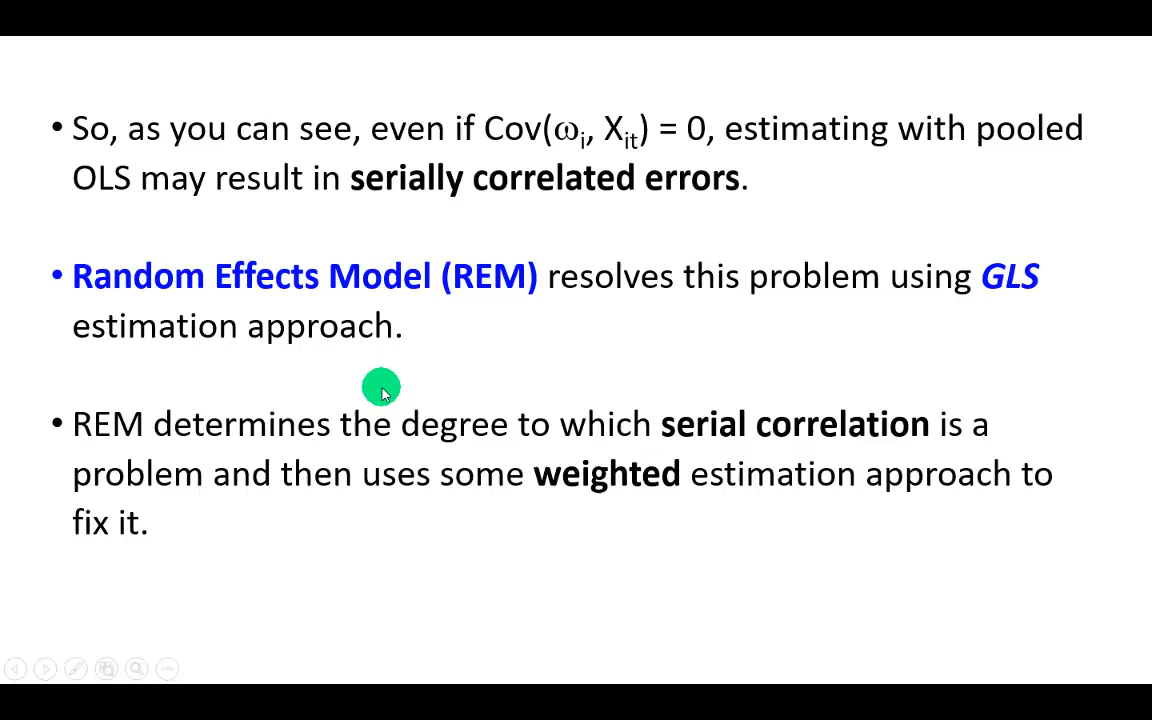 • So, as you can see, even if Cov(ωi, Xit) = 0, estimating with pooled
OLS may result in serially correlated errors.
• Random Effects Model (REM) resolves this problem using GLS
estimation approach.
• REM determines the degree to which serial correlation is a
problem and then uses some weighted estimation approach to
fix it.